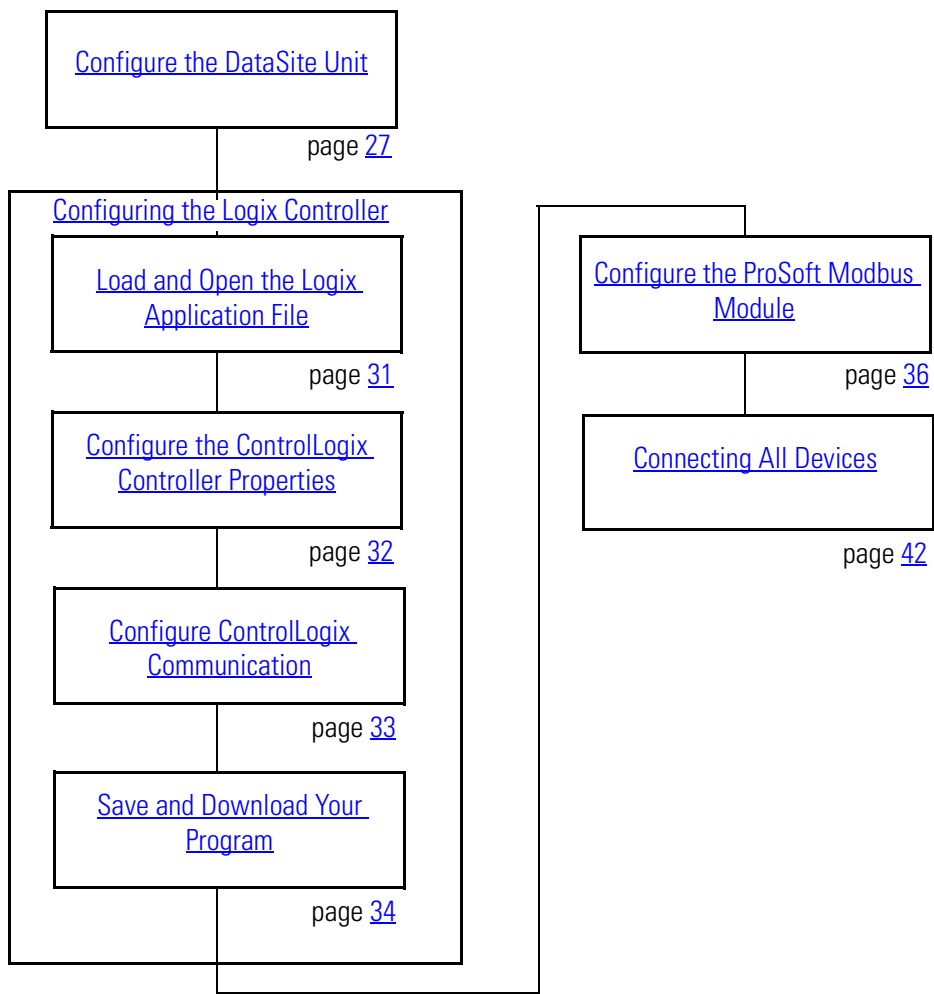 Configure the DataSite Unit
page 27
Configuring the Logix Controller
Load and Open the Logix
Application File
page 31
Configure the ControlLogix
Controller Properties
page 32
Configure ControlLogix
Communication
page 33
Save and Download Your
Program
page 34
Configure the ProSoft Modbus
Module
page 36
Connecting All Devices
page 42